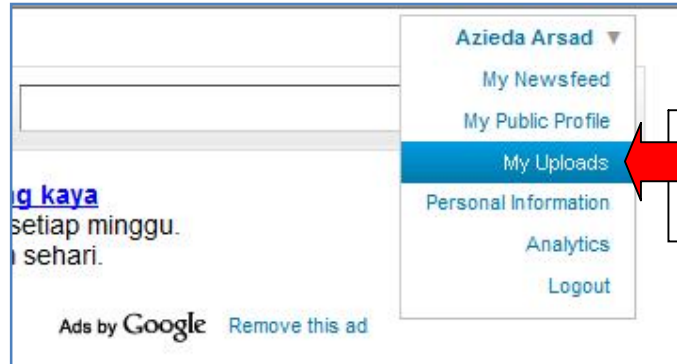 Azieda Arsad ▼
My Newsfeed
My Public Profile
My Uploads
Personal Information
Analytics
Logout
kaya
setiap minggu.
sehari.
Ads by Google Remove this ad